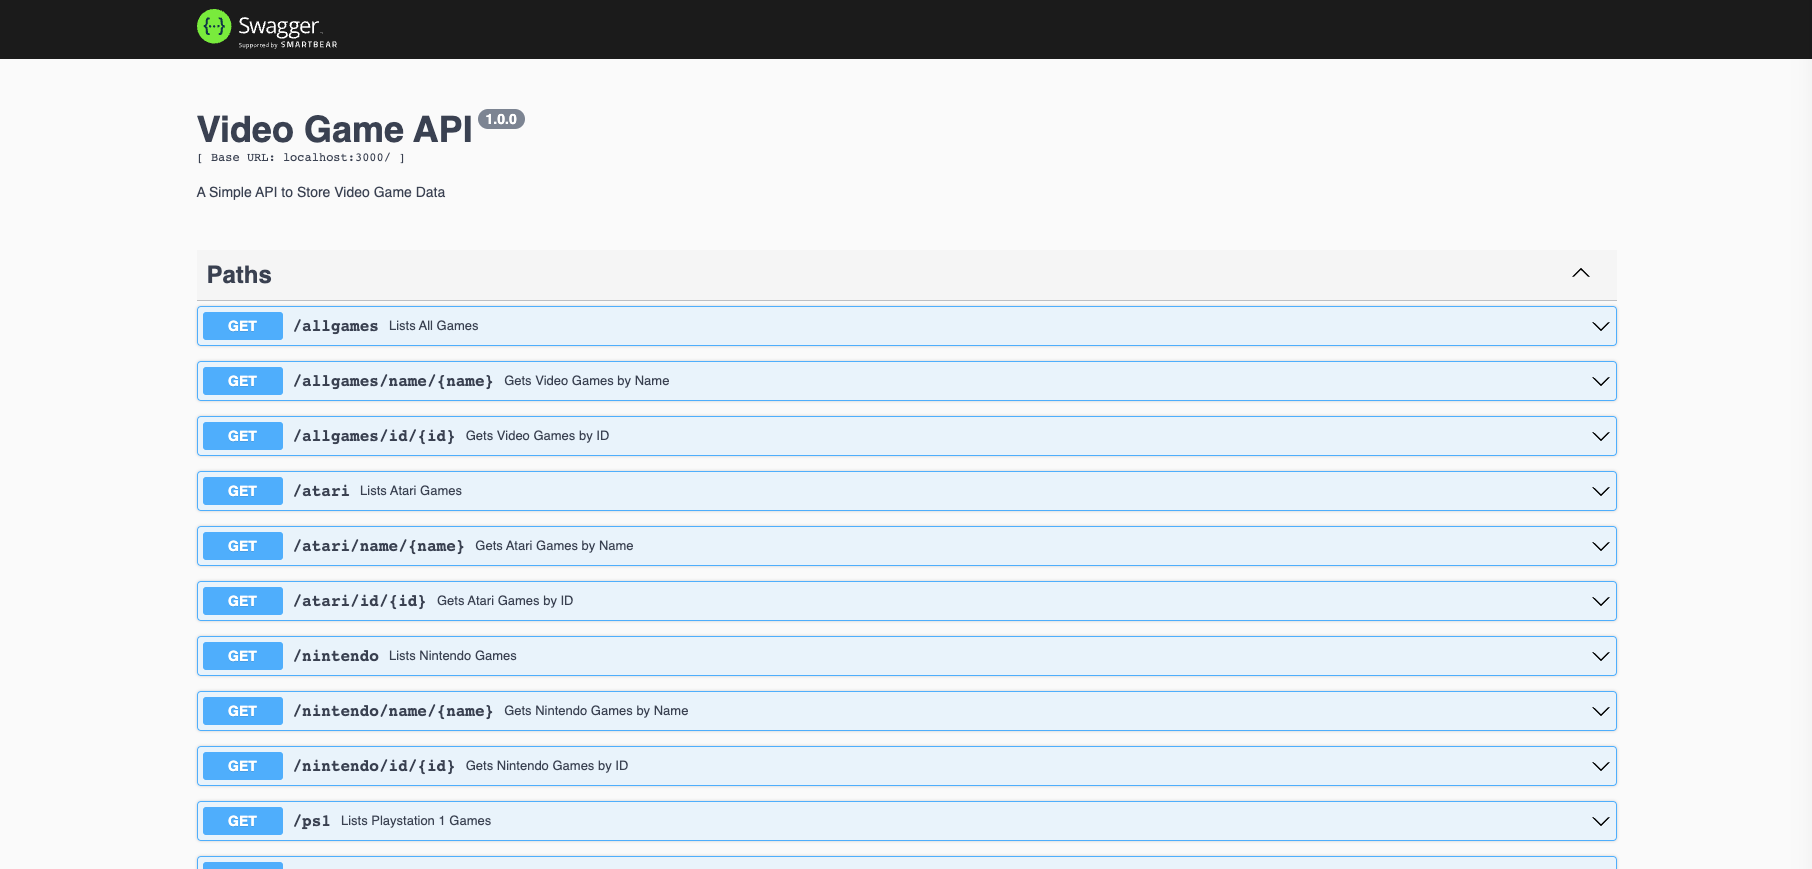 {···} Swagger
Supported by SMARTBEAR
Video Game API 1.0.0
[ Base URL: localhost:3000/ ]
A Simple API to Store Video Game Data
Paths
GET /allgames Lists All Games
GET /allgames/name/{name} Gets Video Games by Name
GET /allgames/id/{id} Gets Video Games by ID
GET /atari Lists Atari Games
GET /atari/name/{name} Gets Atari Games by Name
GET /atari/id/{id} Gets Atari Games by ID
GET /nintendo Lists Nintendo Games
GET /nintendo/name/{name} Gets Nintendo Games by Name
GET /nintendo/id/{id} Gets Nintendo Games by ID
GET /ps1 Lists Playstation 1 Games